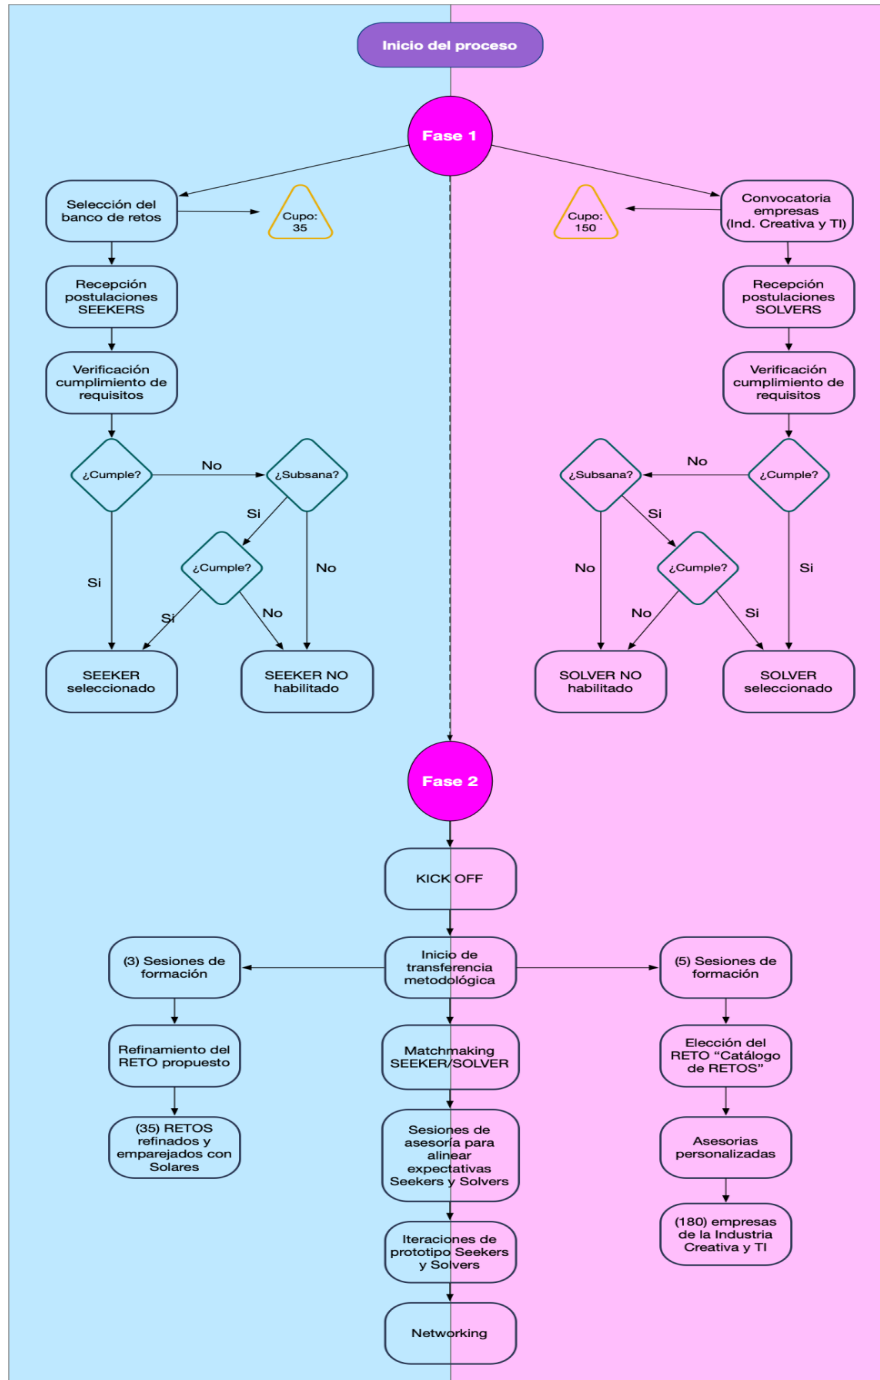 Inicio del proceso
Fase 1
Selección del
banco de retos
Cupo:
35
Cupo:
150
Convocatoria
empresas
(Ind. Creativa y TI)
Recepción
postulaciones
SEEKERS
Recepción
postulaciones
SOLVERS
Verificación
cumplimiento de
requisitos
Verificación
cumplimiento de
requisitos
¿Cumple?
No
¿Subsana?
¿Subsana?
No
¿Cumple?
Si
Si
¿Cumple?
No
Si
No
¿Cumple?
Si
Si
No
No
Si
SEEKER
seleccionado
SEEKER NO
habilitado
SOLVER NO
habilitado
SOLVER
seleccionado
Fase 2
KICK OFF
(3) Sesiones de
formación
Inicio de
transferencia
metodológica
(5) Sesiones de
formación
Refinamiento del
RETO propuesto
Matchmaking
SEEKER/SOLVER
Elección del
RETO “Catálogo
de RETOS”
(35) RETOS
refinados y
emparejados con
Solares
Sesiones de
asesoría para
alinear
expectativas
Seekers y Solvers
Asesorias
personalizadas
Iteraciones de
prototipo Seekers
y Solvers
(180) empresas
de la Industria
Creativa y TI
Networking